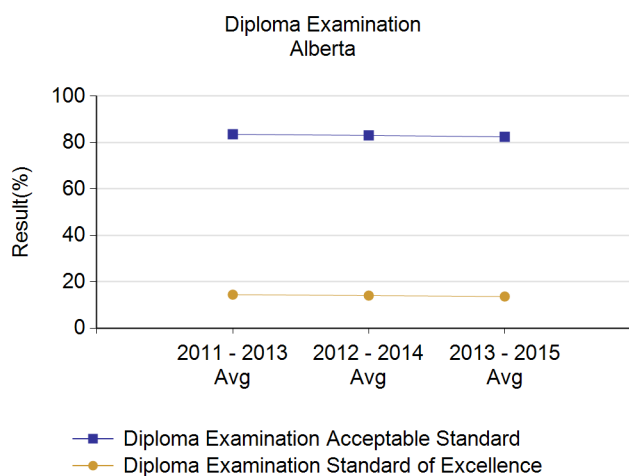 Diploma Examination
Alberta
100
80
60
40
20
0
Result(%)
2011 - 2013 2012 - 2014 2013 - 2015
Avg Avg Avg
Diploma Examination Acceptable Standard
Diploma Examination Standard of Excellence